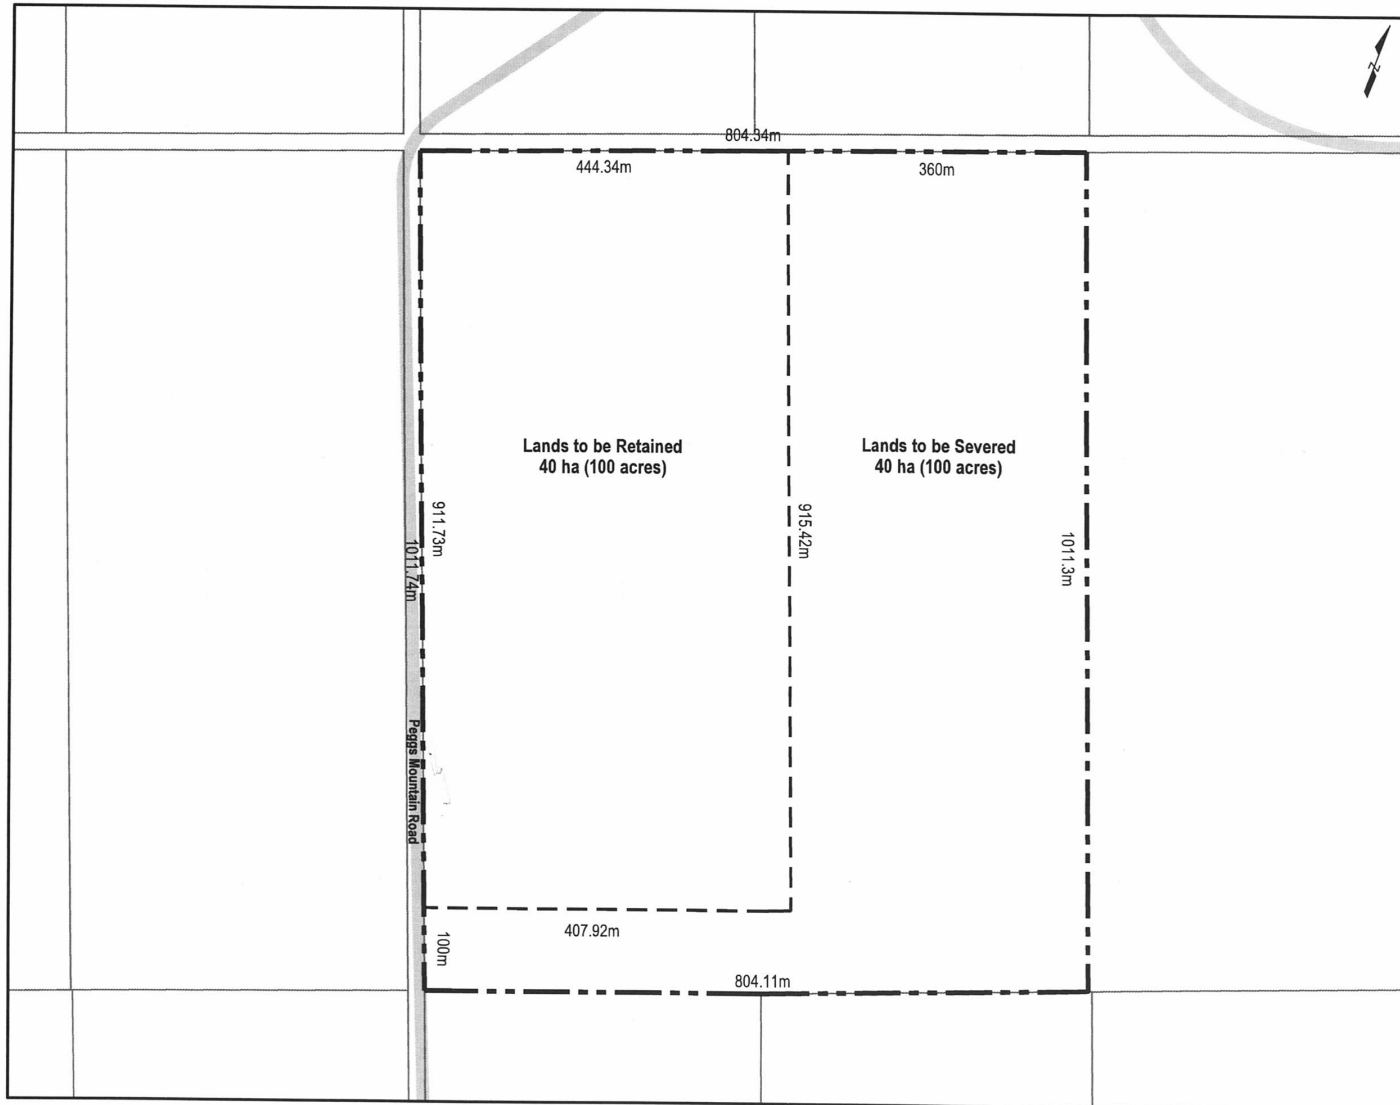 804.34m
444.34m
360m
Z
Lands to be Retained
40 ha (100 acres)
Lands to be Severed
40 ha (100 acres)
911.73m
1011.74m
915.42m
1011.3m
Peggs Mountain Road
407.92m
100m
804.11m